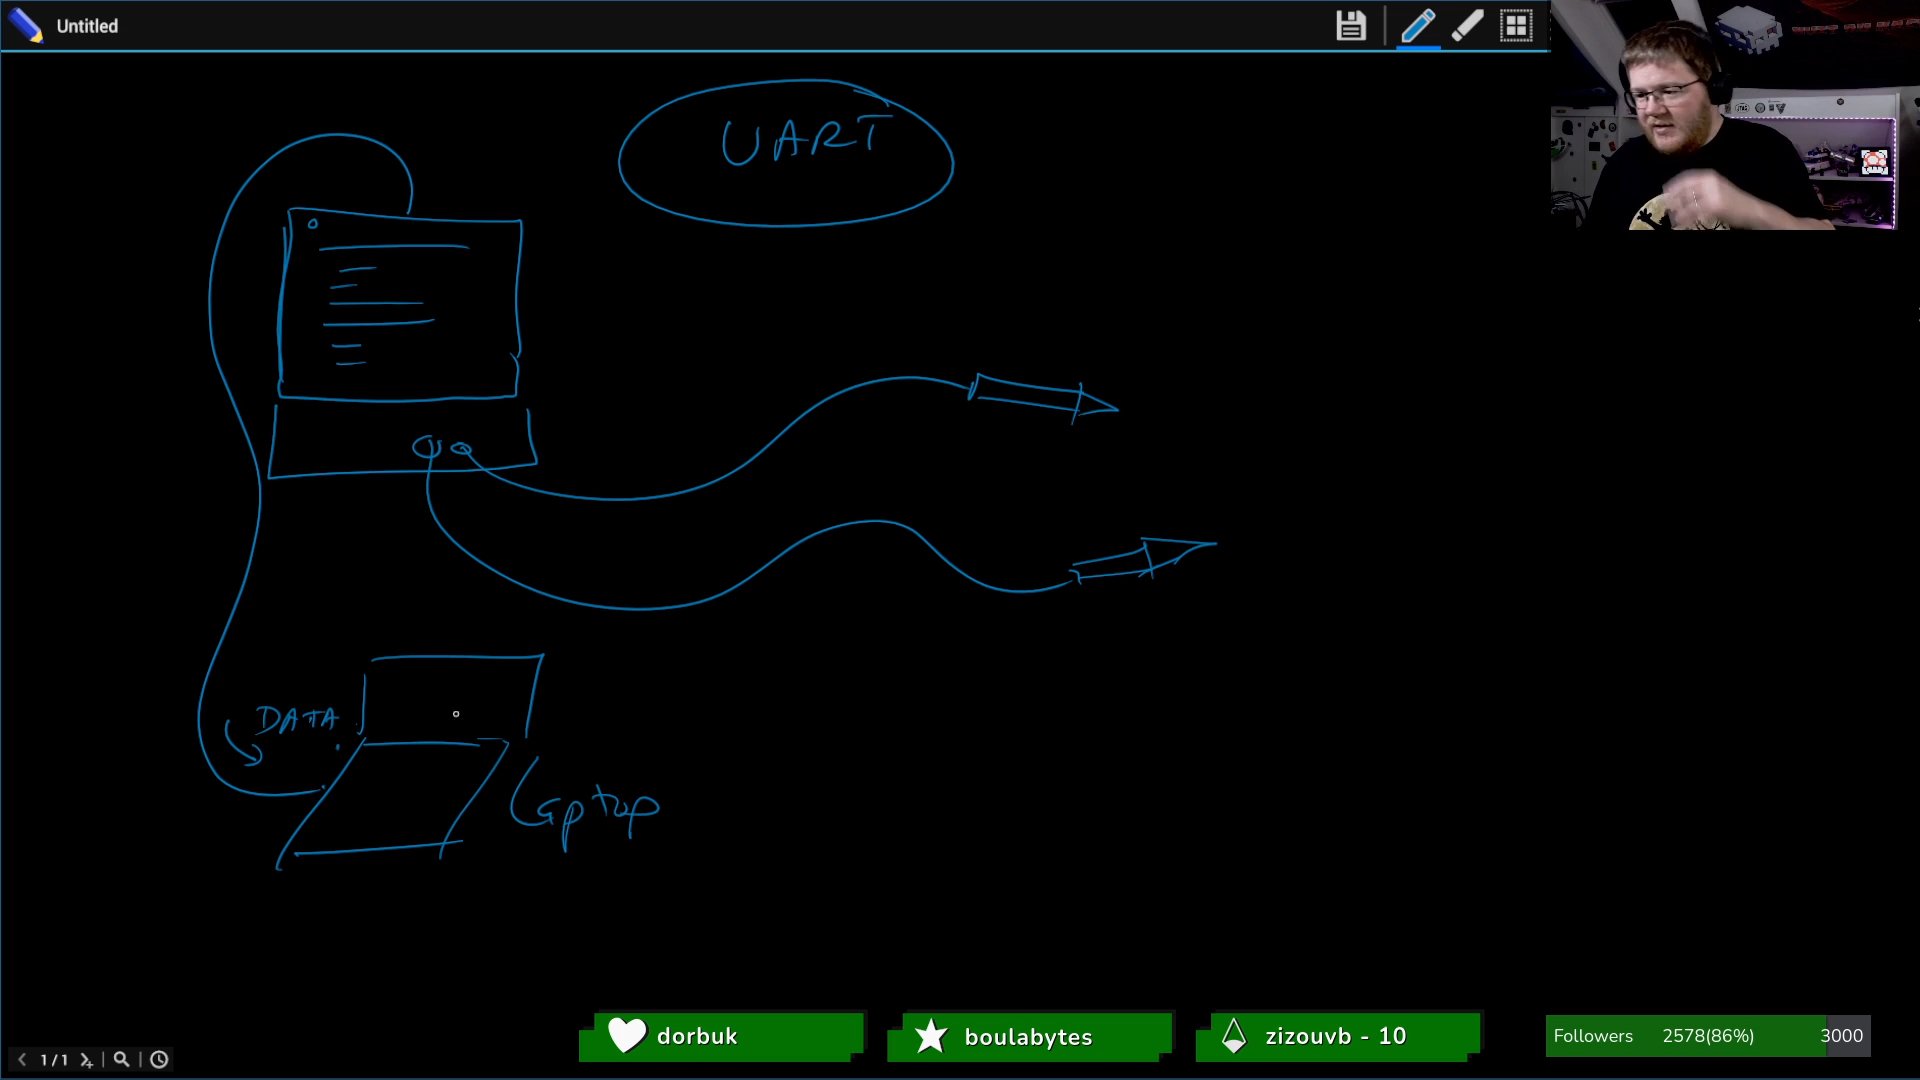 Untitled
UART
DATA
Laptop
1/1
dorbuk
boulabytes
zizouvb - 10
Followers 2578(86%) 3000